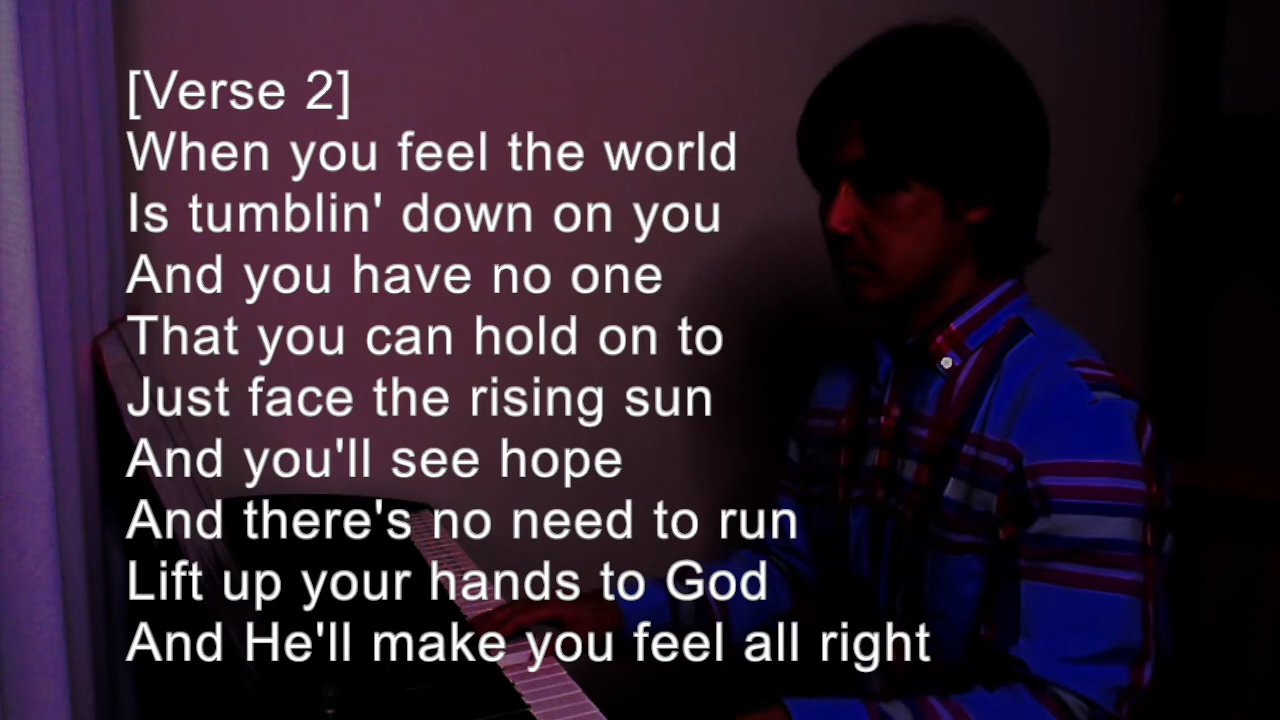 [Verse 2]
When you feel the world
Is tumblin' down on you
And you have no one
That you can hold on to
Just face the rising sun
And you'll see hope
And there's no need to run
Lift up your hands to God
And He'll make you feel all right